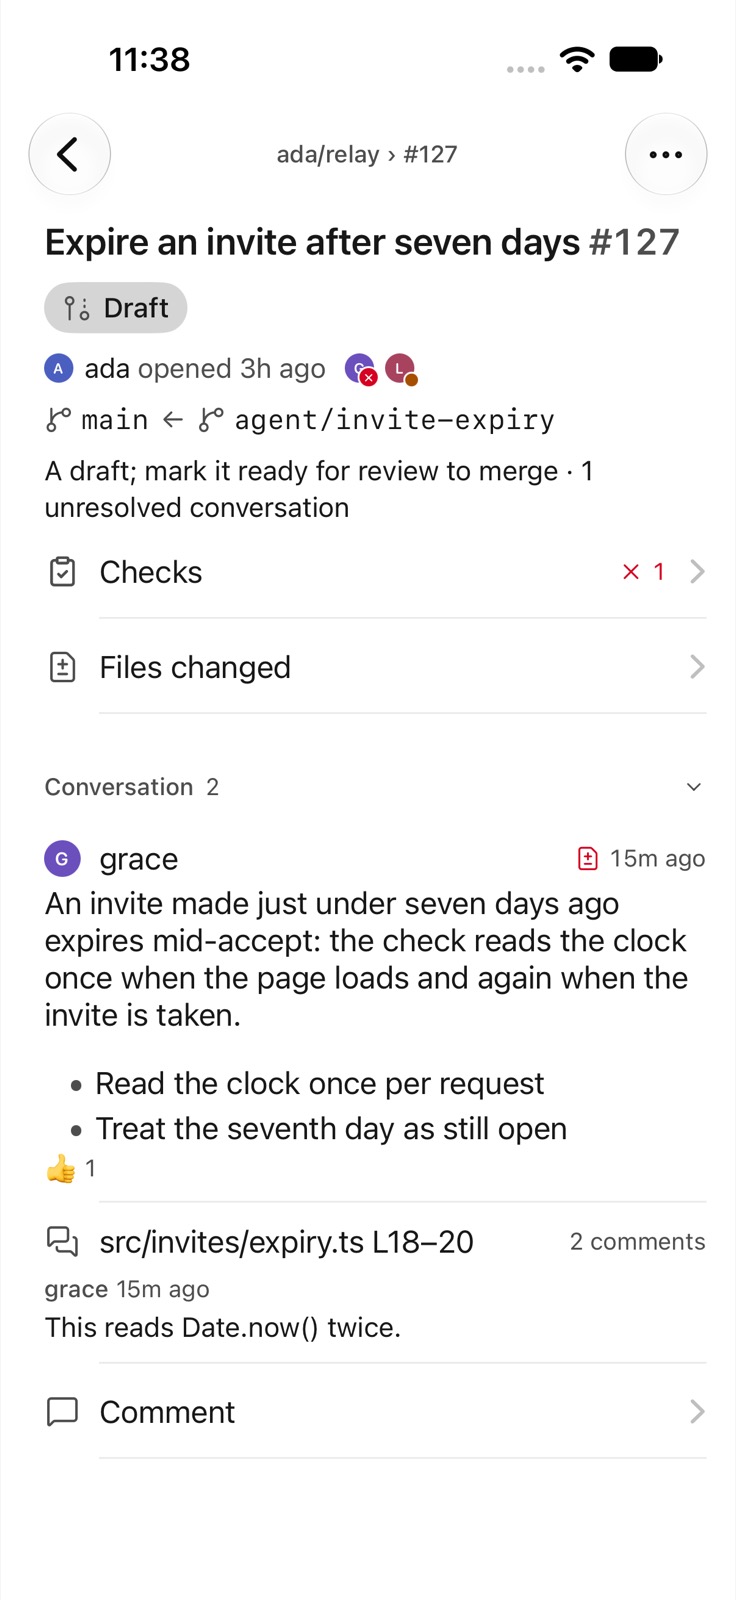 11:38
ada/relay › #127
Expire an invite after seven days #127
Draft
A ada opened 3h ago G L
main ← agent/invite-expiry
A draft; mark it ready for review to merge · 1
unresolved conversation
Checks × 1
Files changed
Conversation 2
G grace 15m ago
An invite made just under seven days ago
expires mid-accept: the check reads the clock
once when the page loads and again when the
invite is taken.
• Read the clock once per request
• Treat the seventh day as still open
👍 1
src/invites/expiry.ts L18–20 2 comments
grace 15m ago
This reads Date.now() twice.
Comment